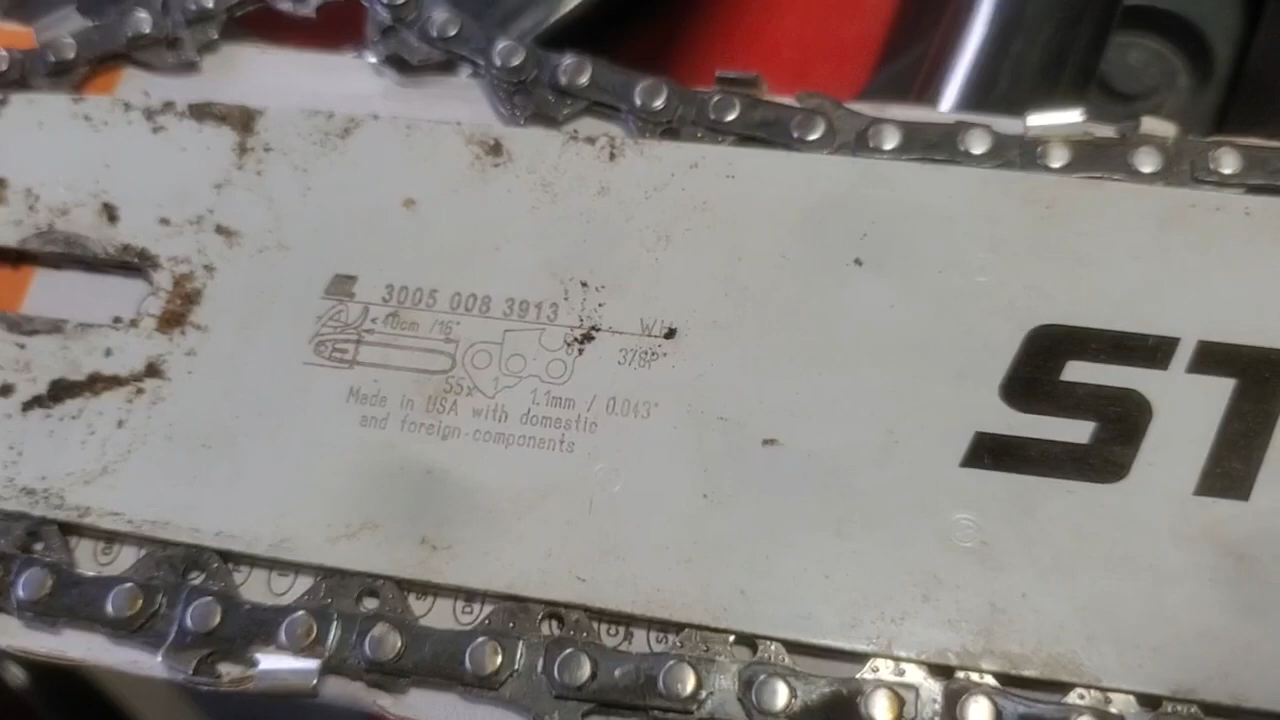 3005 008 3913
40cm /16"
3/8P"
55x
1.1mm / 0.043"
Made in USA with domestic
and foreign components
ST